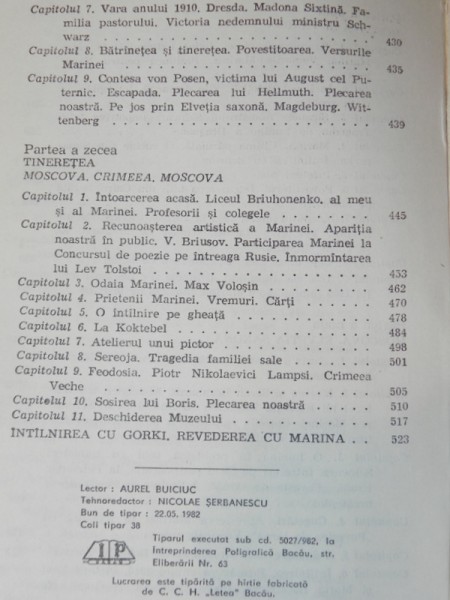 Capitolul 7. Vara anului 1910. Dresda. Madona Sixtină. Fa-
milia pastorului. Victoria nedemnului ministru Sch-
warz . . . . . . . . . . . . . . . . . 430
Capitolul 8. Bătrînețea și tinerețea. Povestitoarea. Versurile
Marinei . . . . . . . . . . . . . . . . 435
Capitolul 9. Contesa von Posen, victima lui August cel Pu-
ternic. Escapada. Plecarea lui Hellmuth. Plecarea
noastră. Pe jos prin Elveția saxonă. Magdeburg. Wit-
tenberg . . . . . . . . . . . . . . . . 439
Partea a zecea
TINEREȚEA
MOSCOVA, CRIMEEA, MOSCOVA
Capitolul 1. Întoarcerea acasă. Liceul Briuhonenko, al meu
și al Marinei. Profesorii și colegele . . . . . . . 445
Capitolul 2. Recunoașterea artistică a Marinei. Apariția
noastră în public. V. Briusov. Participarea Marinei la
Concursul de poezie pe întreaga Rusie. Inmormîntarea
lui Lev Tolstoi . . . . . . . . . . . . . . 453
Capitolul 3. Odaia Marinei. Max Voloșin . . . . . . 462
Capitolul 4. Prietenii Marinei. Vremuri. Cărți . . . . 470
Capitolul 5. O întîlnire pe gheață . . . . . . . . 478
Capitolul 6. La Koktebel . . . . . . . . . . . 484
Capitolul 7. Atelierul unui pictor . . . . . . . . 498
Capitolul 8. Sereoja. Tragedia familiei sale . . . . . 501
Capitolul 9. Feodosia. Piotr Nikolaevici Lampsi. Crimeea
Veche . . . . . . . . . . . . . . . . . 505
Capitolul 10. Sosirea lui Boris. Plecarea noastră . . . . 510
Capitolul 11. Deschiderea Muzeului . . . . . . . . 517
ÎNTÎLNIREA CU GORKI. REVEDEREA CU MARINA . . 523
Lector : AUREL BUICIUC
Tehnoredactor : NICOLAE ȘERBANESCU
Bun de tipar : 22.05. 1982
Coli tipar 38
IP
BACĂU
Tiparul executat sub cd. 5027/982, la
Întreprinderea Poligrafică Bacău, str.
Eliberării Nr. 63
Lucrarea este tipărită pe hîrtie fabricată
de C. C. H. „Letea" Bacău.